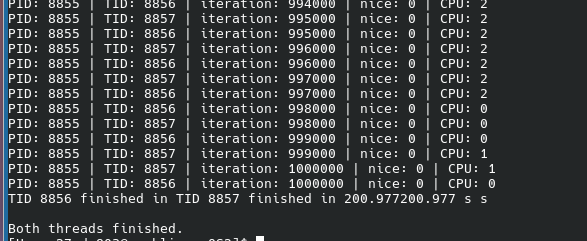 PID: 8855 | TID: 8856 | iteration: 994000 | nice: 0 | CPU: 2
PID: 8855 | TID: 8857 | iteration: 995000 | nice: 0 | CPU: 2
PID: 8855 | TID: 8856 | iteration: 995000 | nice: 0 | CPU: 2
PID: 8855 | TID: 8857 | iteration: 996000 | nice: 0 | CPU: 2
PID: 8855 | TID: 8856 | iteration: 996000 | nice: 0 | CPU: 2
PID: 8855 | TID: 8857 | iteration: 997000 | nice: 0 | CPU: 2
PID: 8855 | TID: 8856 | iteration: 997000 | nice: 0 | CPU: 2
PID: 8855 | TID: 8856 | iteration: 998000 | nice: 0 | CPU: 0
PID: 8855 | TID: 8857 | iteration: 998000 | nice: 0 | CPU: 0
PID: 8855 | TID: 8856 | iteration: 999000 | nice: 0 | CPU: 0
PID: 8855 | TID: 8857 | iteration: 999000 | nice: 0 | CPU: 1
PID: 8855 | TID: 8857 | iteration: 1000000 | nice: 0 | CPU: 1
PID: 8855 | TID: 8856 | iteration: 1000000 | nice: 0 | CPU: 0
TID 8856 finished in TID 8857 finished in 200.977200.977 s s
Both threads finished.